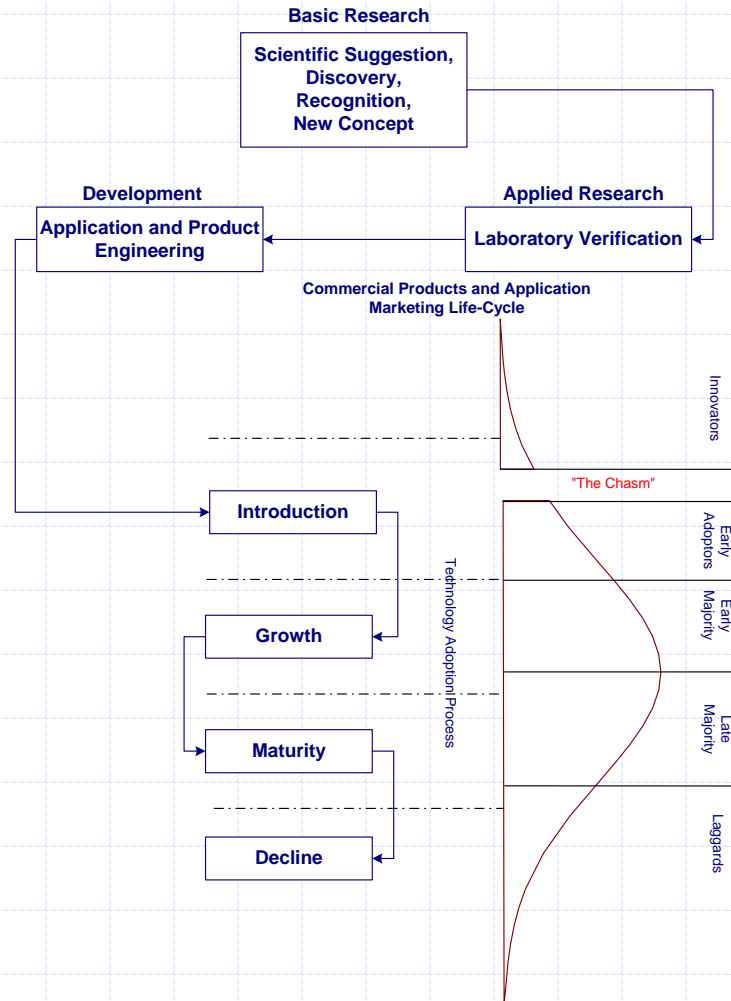 Basic Research
Scientific Suggestion,
Discovery,
Recognition,
New Concept
Development
Applied Research
Application and Product
Engineering
Laboratory Verification
Commercial Products and Application
Marketing Life-Cycle
Innovators
"The Chasm"
Introduction
Early
Adoptors
Technology Adoption Process
Growth
Early
Majority
Maturity
Late
Majority
Decline
Laggards